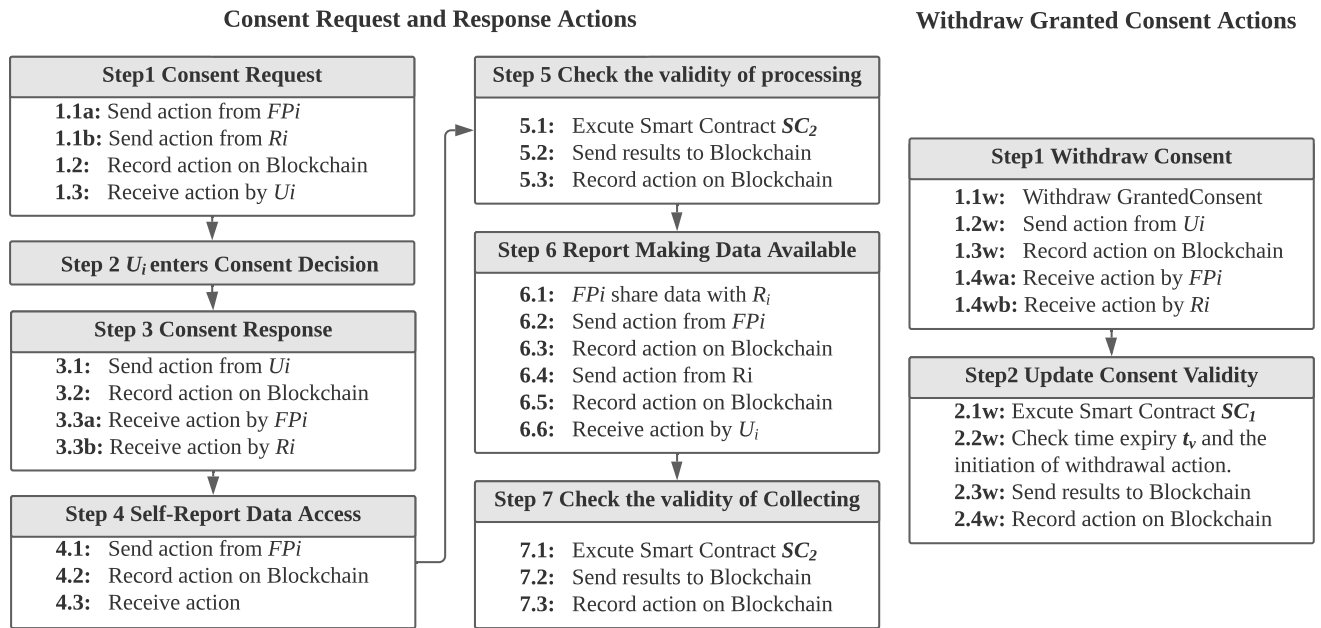 Consent Request and Response Actions
Step1 Consent Request
1.1a: Send action from FPi
1.1b: Send action from Ri
1.2: Record action on Blockchain
1.3: Receive action by Ui
Step 2 Ui enters Consent Decision
Step 3 Consent Response
3.1: Send action from Ui
3.2: Record action on Blockchain
3.3a: Receive action by FPi
3.3b: Receive action by Ri
Step 4 Self-Report Data Access
4.1: Send action from FPi
4.2: Record action on Blockchain
4.3: Receive action
Step 5 Check the validity of processing
5.1: Excute Smart Contract SC2
5.2: Send results to Blockchain
5.3: Record action on Blockchain
Step 6 Report Making Data Available
6.1: FPi share data with Ri
6.2: Send action from FPi
6.3: Record action on Blockchain
6.4: Send action from Ri
6.5: Record action on Blockchain
6.6: Receive action by Ui
Step 7 Check the validity of Collecting
7.1: Excute Smart Contract SC2
7.2: Send results to Blockchain
7.3: Record action on Blockchain
Withdraw Granted Consent Actions
Step1 Withdraw Consent
1.1w: Withdraw GrantedConsent
1.2w: Send action from Ui
1.3w: Record action on Blockchain
1.4wa: Receive action by FPi
1.4wb: Receive action by Ri
Step2 Update Consent Validity
2.1w: Excute Smart Contract SC1
2.2w: Check time expiry tv and the
initiation of withdrawal action.
2.3w: Send results to Blockchain
2.4w: Record action on Blockchain